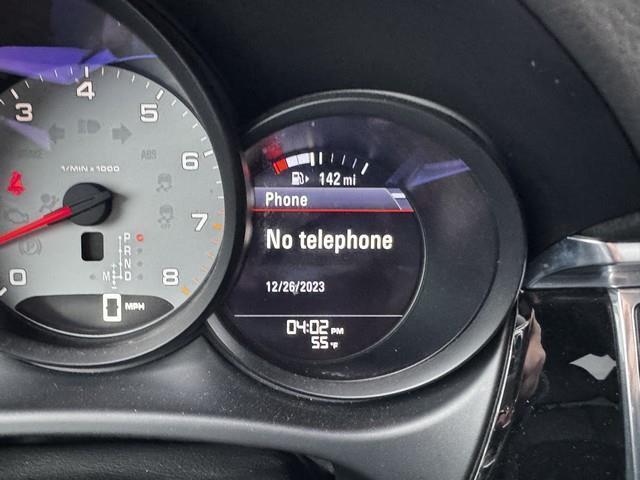 3 4 5 6 7 8 0
1/MIN x 1000
ABS
P
R
N
M D
0 MPH
142 mi
Phone
No telephone
12/26/2023
04:02 PM
55 °F